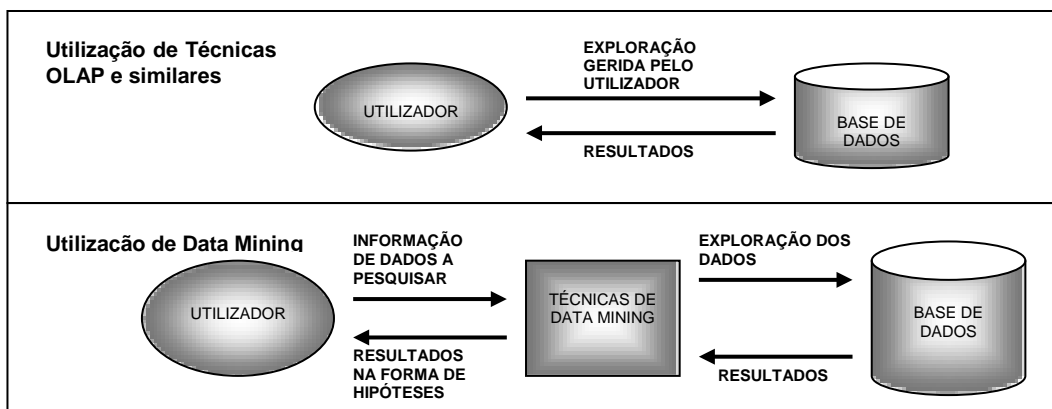 Utilização de Técnicas
OLAP e similares
UTILIZADOR
EXPLORAÇÃO
GERIDA PELO
UTILIZADOR
RESULTADOS
BASE DE
DADOS
Utilização de Data Mining
UTILIZADOR
INFORMAÇÃO
DE DADOS A
PESQUISAR
RESULTADOS
NA FORMA DE
HIPÓTESES
TÉCNICAS DE
DATA MINING
EXPLORAÇÃO DOS
DADOS
RESULTADOS
BASE DE
DADOS